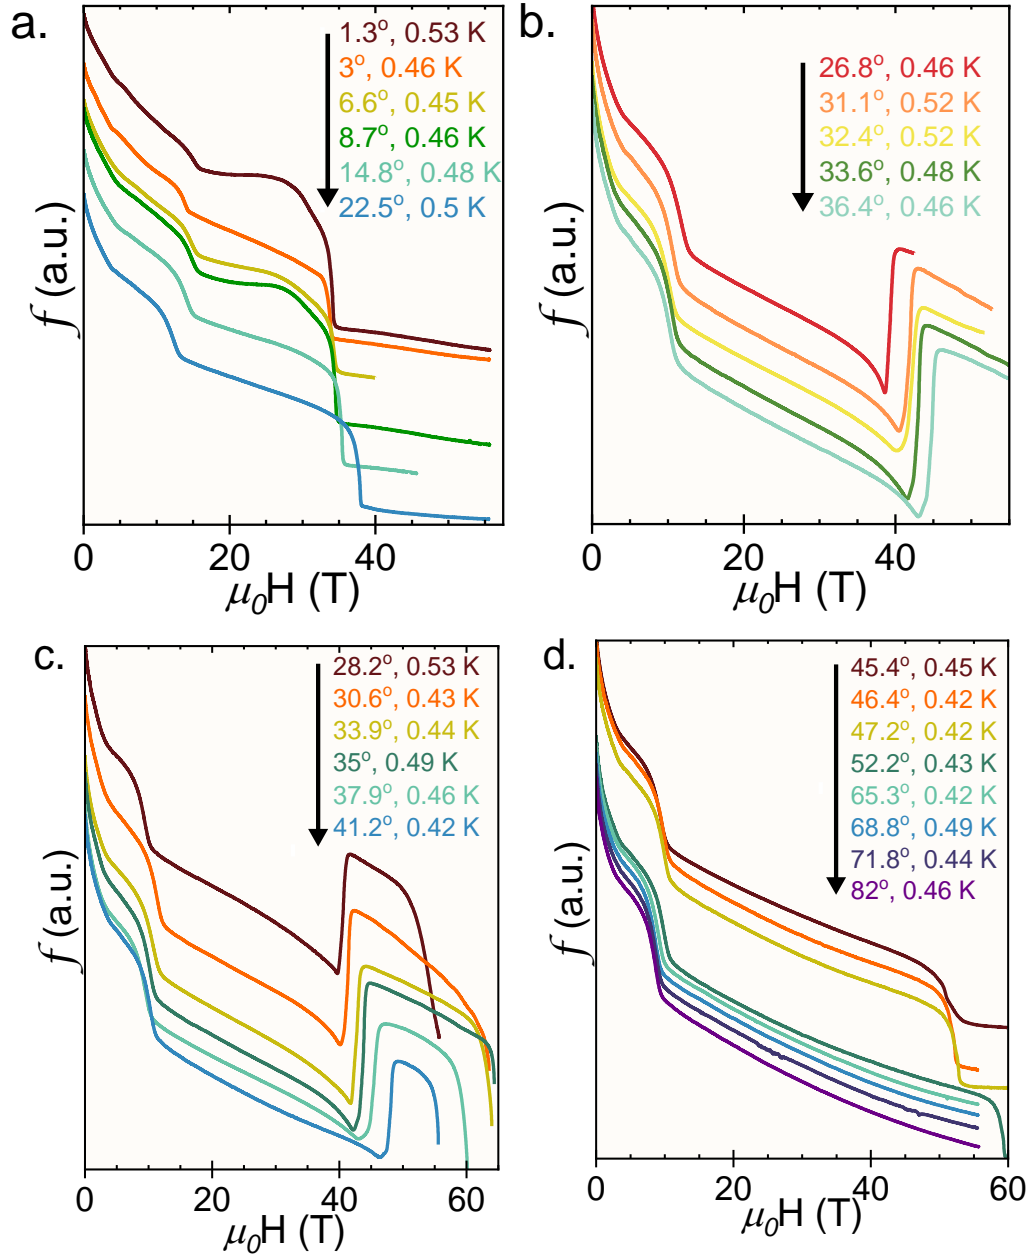 a.
1.3°, 0.53 K
3°, 0.46 K
6.6°, 0.45 K
8.7°, 0.46 K
14.8°, 0.48 K
22.5°, 0.5 K
f (a.u.)
0 20 40
μ₀H (T)
b.
26.8°, 0.46 K
31.1°, 0.52 K
32.4°, 0.52 K
33.6°, 0.48 K
36.4°, 0.46 K
f (a.u.)
0 20 40
μ₀H (T)
c.
28.2°, 0.53 K
30.6°, 0.43 K
33.9°, 0.44 K
35°, 0.49 K
37.9°, 0.46 K
41.2°, 0.42 K
f (a.u.)
0 20 40 60
μ₀H (T)
d.
45.4°, 0.45 K
46.4°, 0.42 K
47.2°, 0.42 K
52.2°, 0.43 K
65.3°, 0.42 K
68.8°, 0.49 K
71.8°, 0.44 K
82°, 0.46 K
f (a.u.)
0 20 40 60
μ₀H (T)